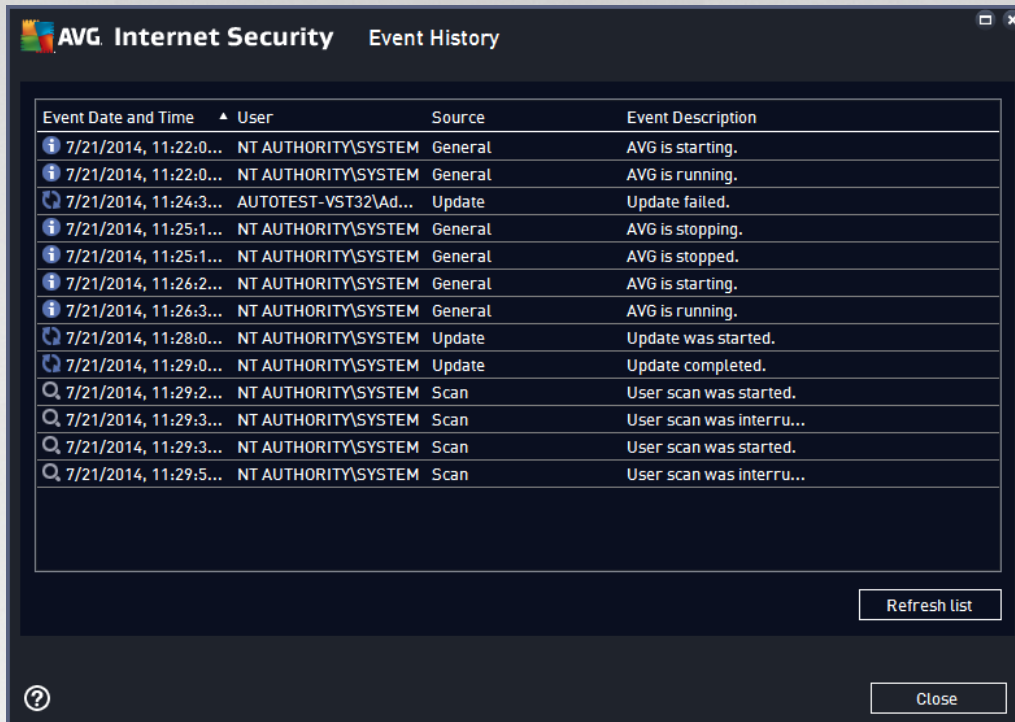 AVG Internet Security Event History
Event Date and Time User Source Event Description
7/21/2014, 11:22:0... NT AUTHORITY\SYSTEM General AVG is starting.
7/21/2014, 11:22:0... NT AUTHORITY\SYSTEM General AVG is running.
7/21/2014, 11:24:3... AUTOTEST-VST32\Ad... Update Update failed.
7/21/2014, 11:25:1... NT AUTHORITY\SYSTEM General AVG is stopping.
7/21/2014, 11:25:1... NT AUTHORITY\SYSTEM General AVG is stopped.
7/21/2014, 11:26:2... NT AUTHORITY\SYSTEM General AVG is starting.
7/21/2014, 11:26:3... NT AUTHORITY\SYSTEM General AVG is running.
7/21/2014, 11:28:0... NT AUTHORITY\SYSTEM Update Update was started.
7/21/2014, 11:29:0... NT AUTHORITY\SYSTEM Update Update completed.
7/21/2014, 11:29:2... NT AUTHORITY\SYSTEM Scan User scan was started.
7/21/2014, 11:29:3... NT AUTHORITY\SYSTEM Scan User scan was interru...
7/21/2014, 11:29:3... NT AUTHORITY\SYSTEM Scan User scan was started.
7/21/2014, 11:29:5... NT AUTHORITY\SYSTEM Scan User scan was interru...
Refresh list
Close